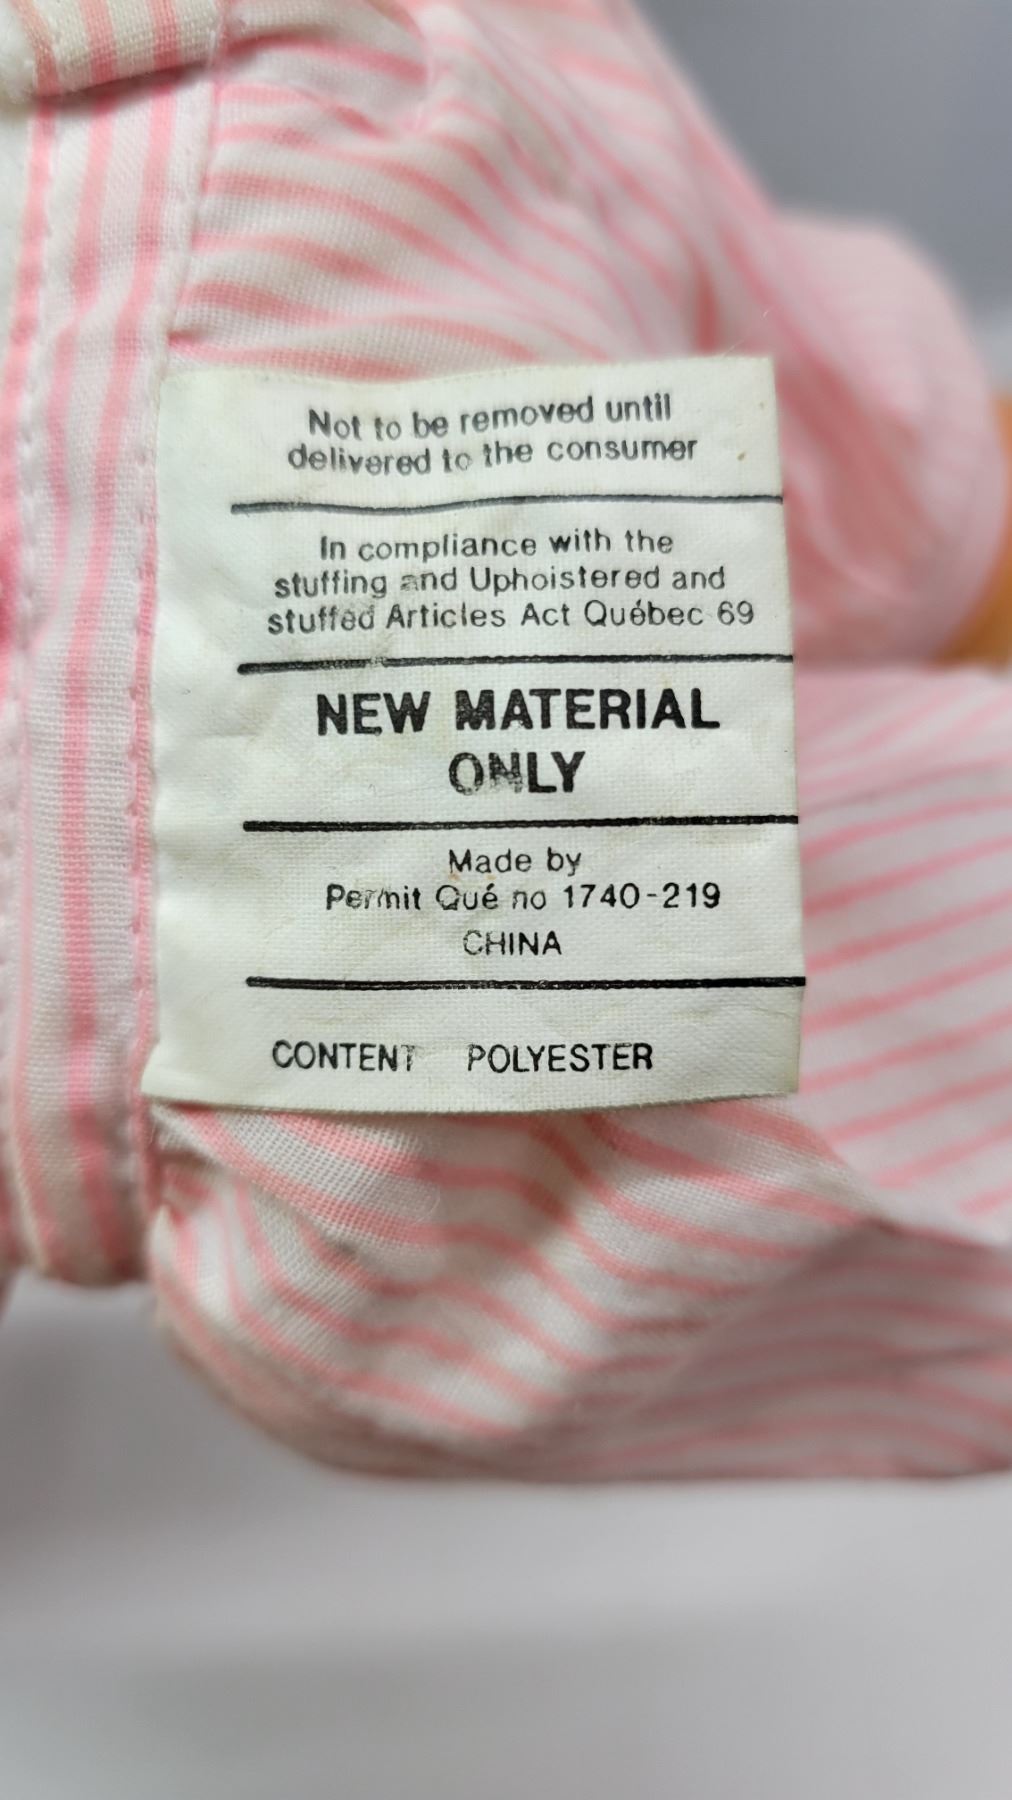 Not to be removed until
delivered to the consumer
In compliance with the
stuffing and Uphoistered and
stuffed Articles Act Québec 69
NEW MATERIAL
ONLY
Made by
Permit Qué no 1740-219
CHINA
CONTENT POLYESTER